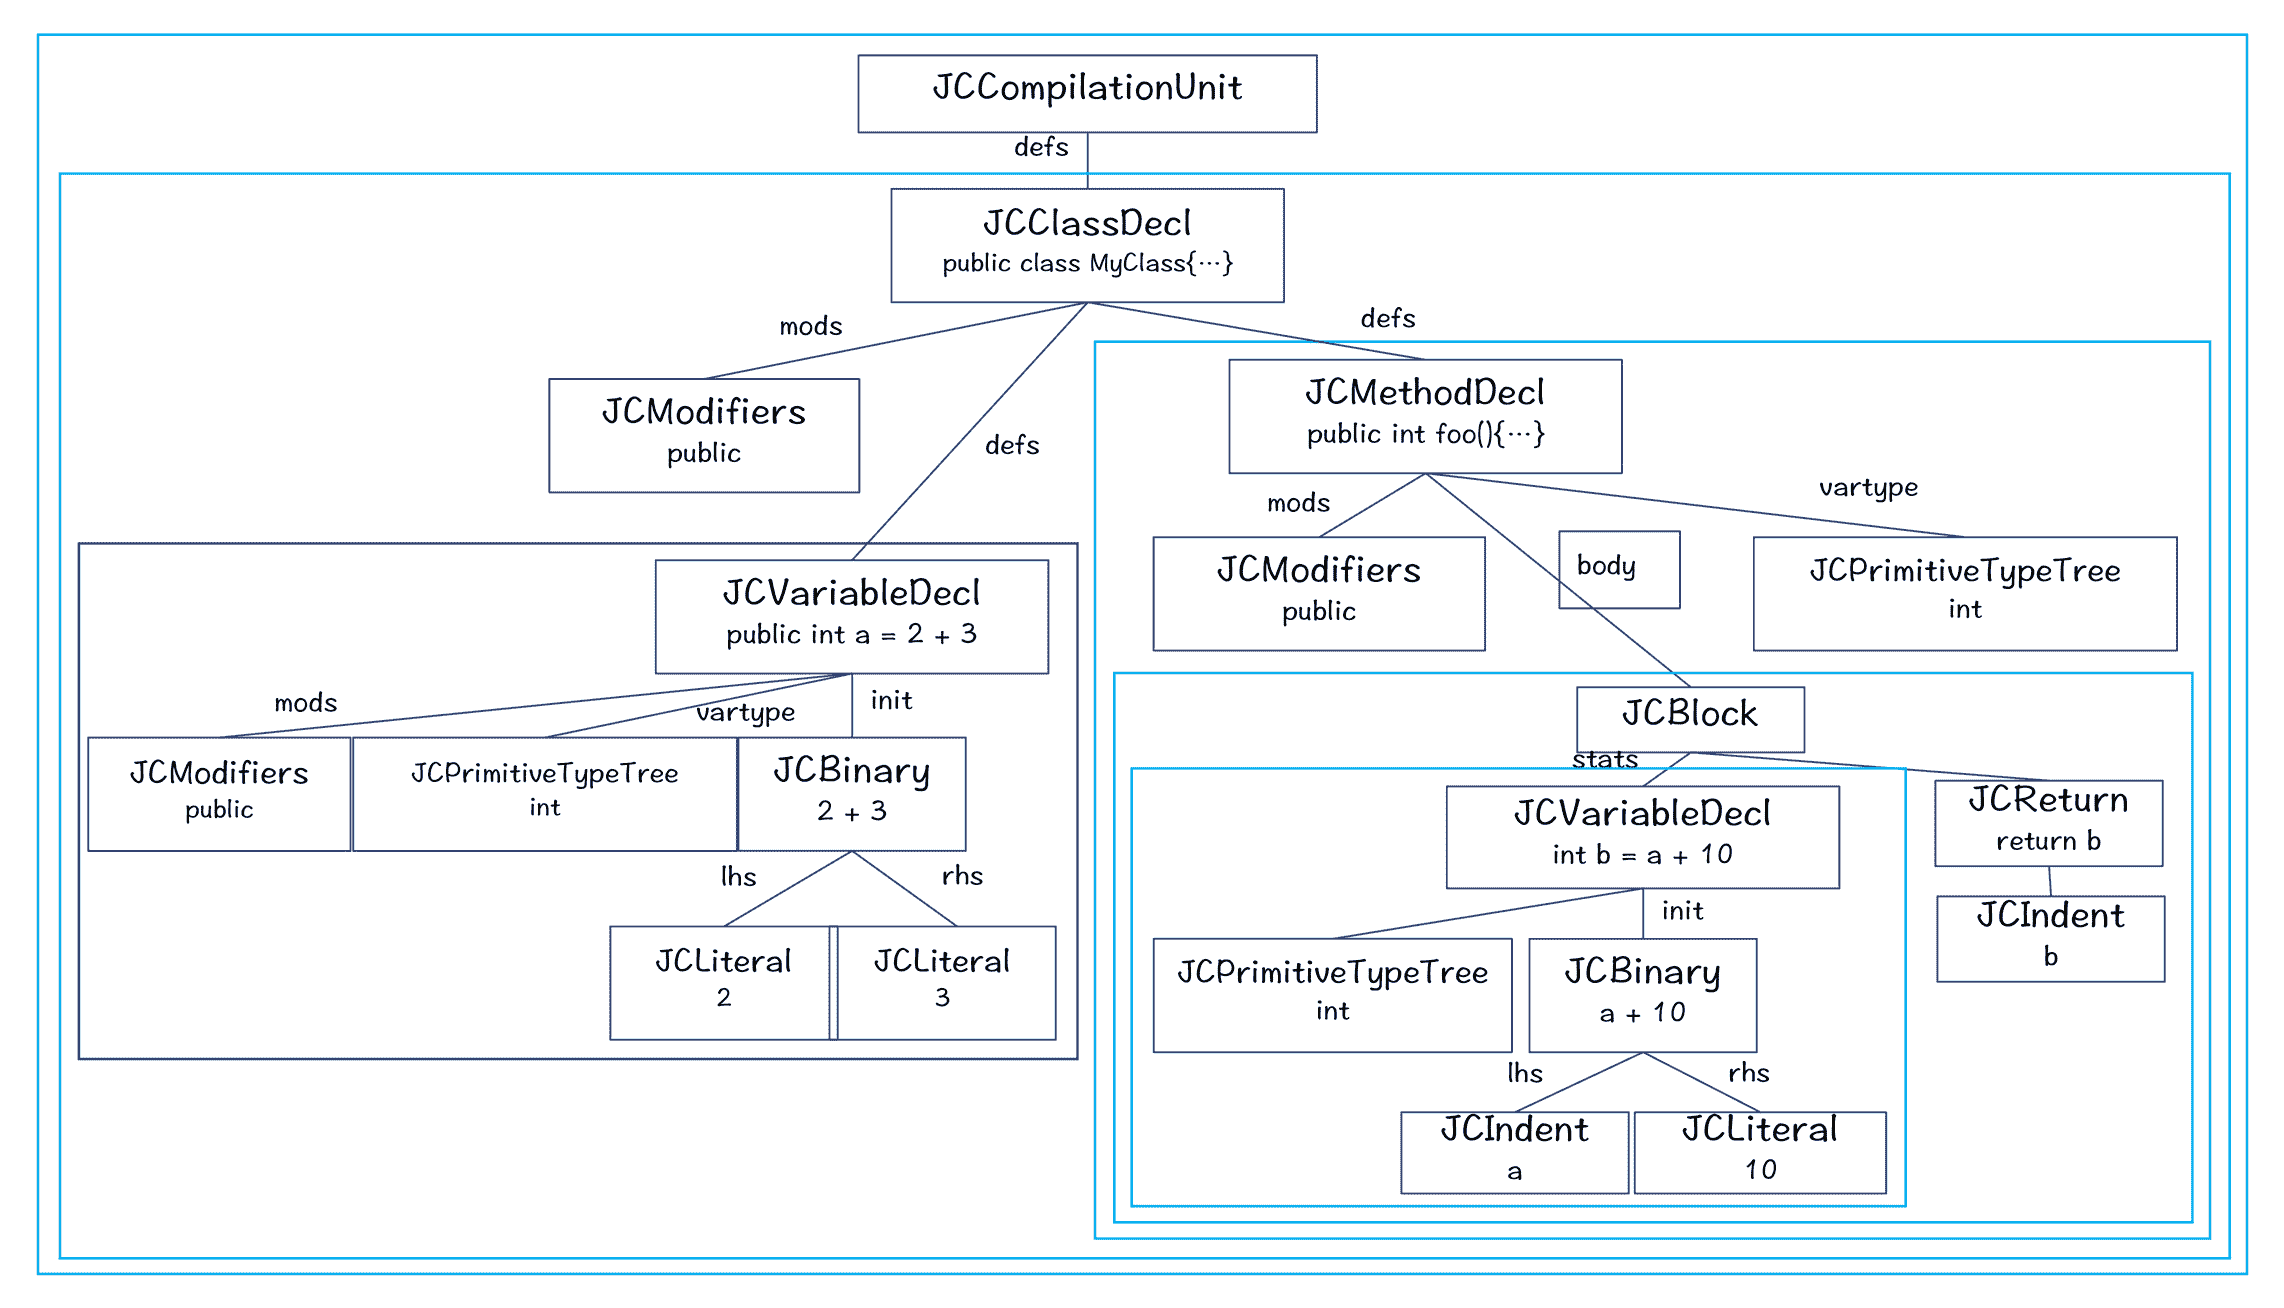 JCCompilationUnit
defs
JCClassDecl
public class MyClass{…}
mods
defs
JCModifiers
public
defs
JCMethodDecl
public int foo(){…}
mods
vartype
JCModifiers
public
body
JCPrimitiveTypeTree
int
JCVariableDecl
public int a = 2 + 3
mods
vartype
init
JCModifiers
public
JCPrimitiveTypeTree
int
JCBinary
2 + 3
lhs
rhs
JCLiteral
2
JCLiteral
3
JCBlock
stats
JCVariableDecl
int b = a + 10
JCReturn
return b
init
JCIndent
b
JCPrimitiveTypeTree
int
JCBinary
a + 10
lhs
rhs
JCIndent
a
JCLiteral
10